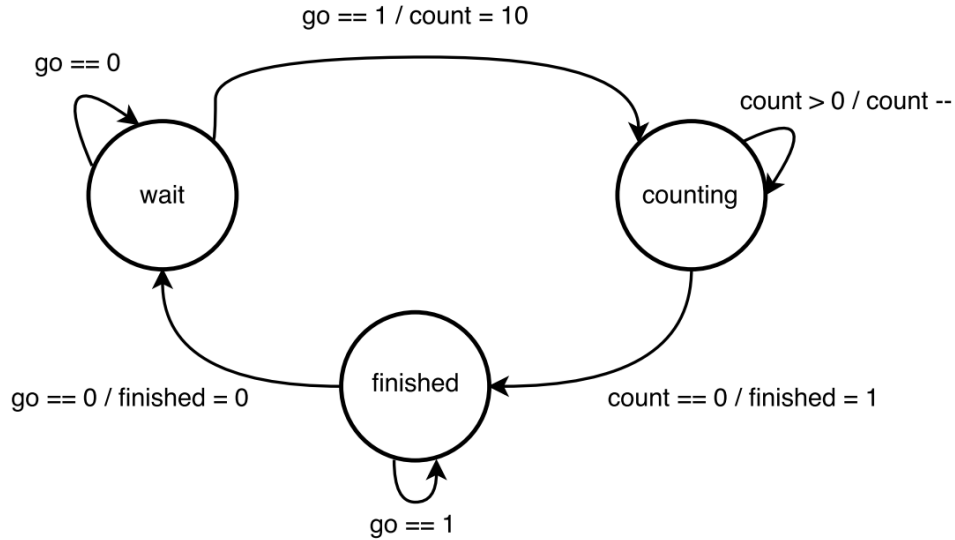 go == 1 / count = 10
go == 0
count > 0 / count --
wait
counting
finished
go == 0 / finished = 0
count == 0 / finished = 1
go == 1